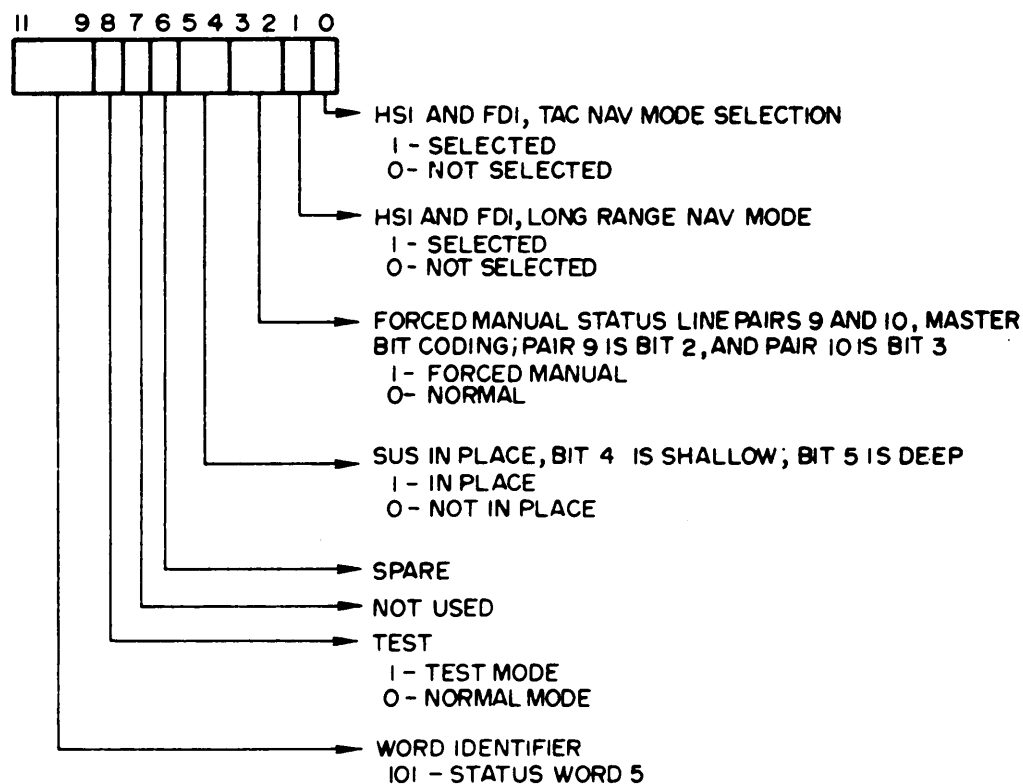 11 9 8 7 6 5 4 3 2 1 0
HSI AND FDI, TAC NAV MODE SELECTION
1 - SELECTED
0 - NOT SELECTED
HSI AND FDI, LONG RANGE NAV MODE
1 - SELECTED
0 - NOT SELECTED
FORCED MANUAL STATUS LINE PAIRS 9 AND 10, MASTER
BIT CODING; PAIR 9 IS BIT 2, AND PAIR 10 IS BIT 3
1 - FORCED MANUAL
0 - NORMAL
SUS IN PLACE, BIT 4 IS SHALLOW; BIT 5 IS DEEP
1 - IN PLACE
0 - NOT IN PLACE
SPARE
NOT USED
TEST
1 - TEST MODE
0 - NORMAL MODE
WORD IDENTIFIER
101 - STATUS WORD 5